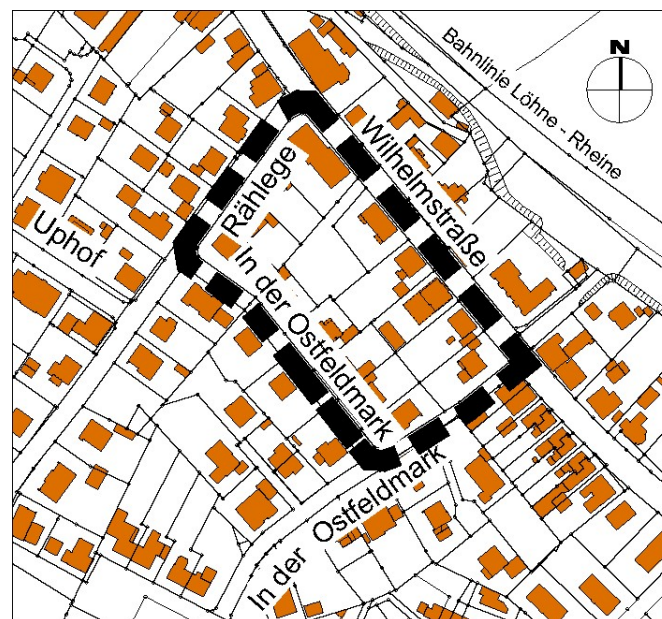 Bahnlinie Löhne - Rheine
N
Wilhelmstraße
Rählege
Uphof
In der Ostfeldmark
In der Ostfeldmark